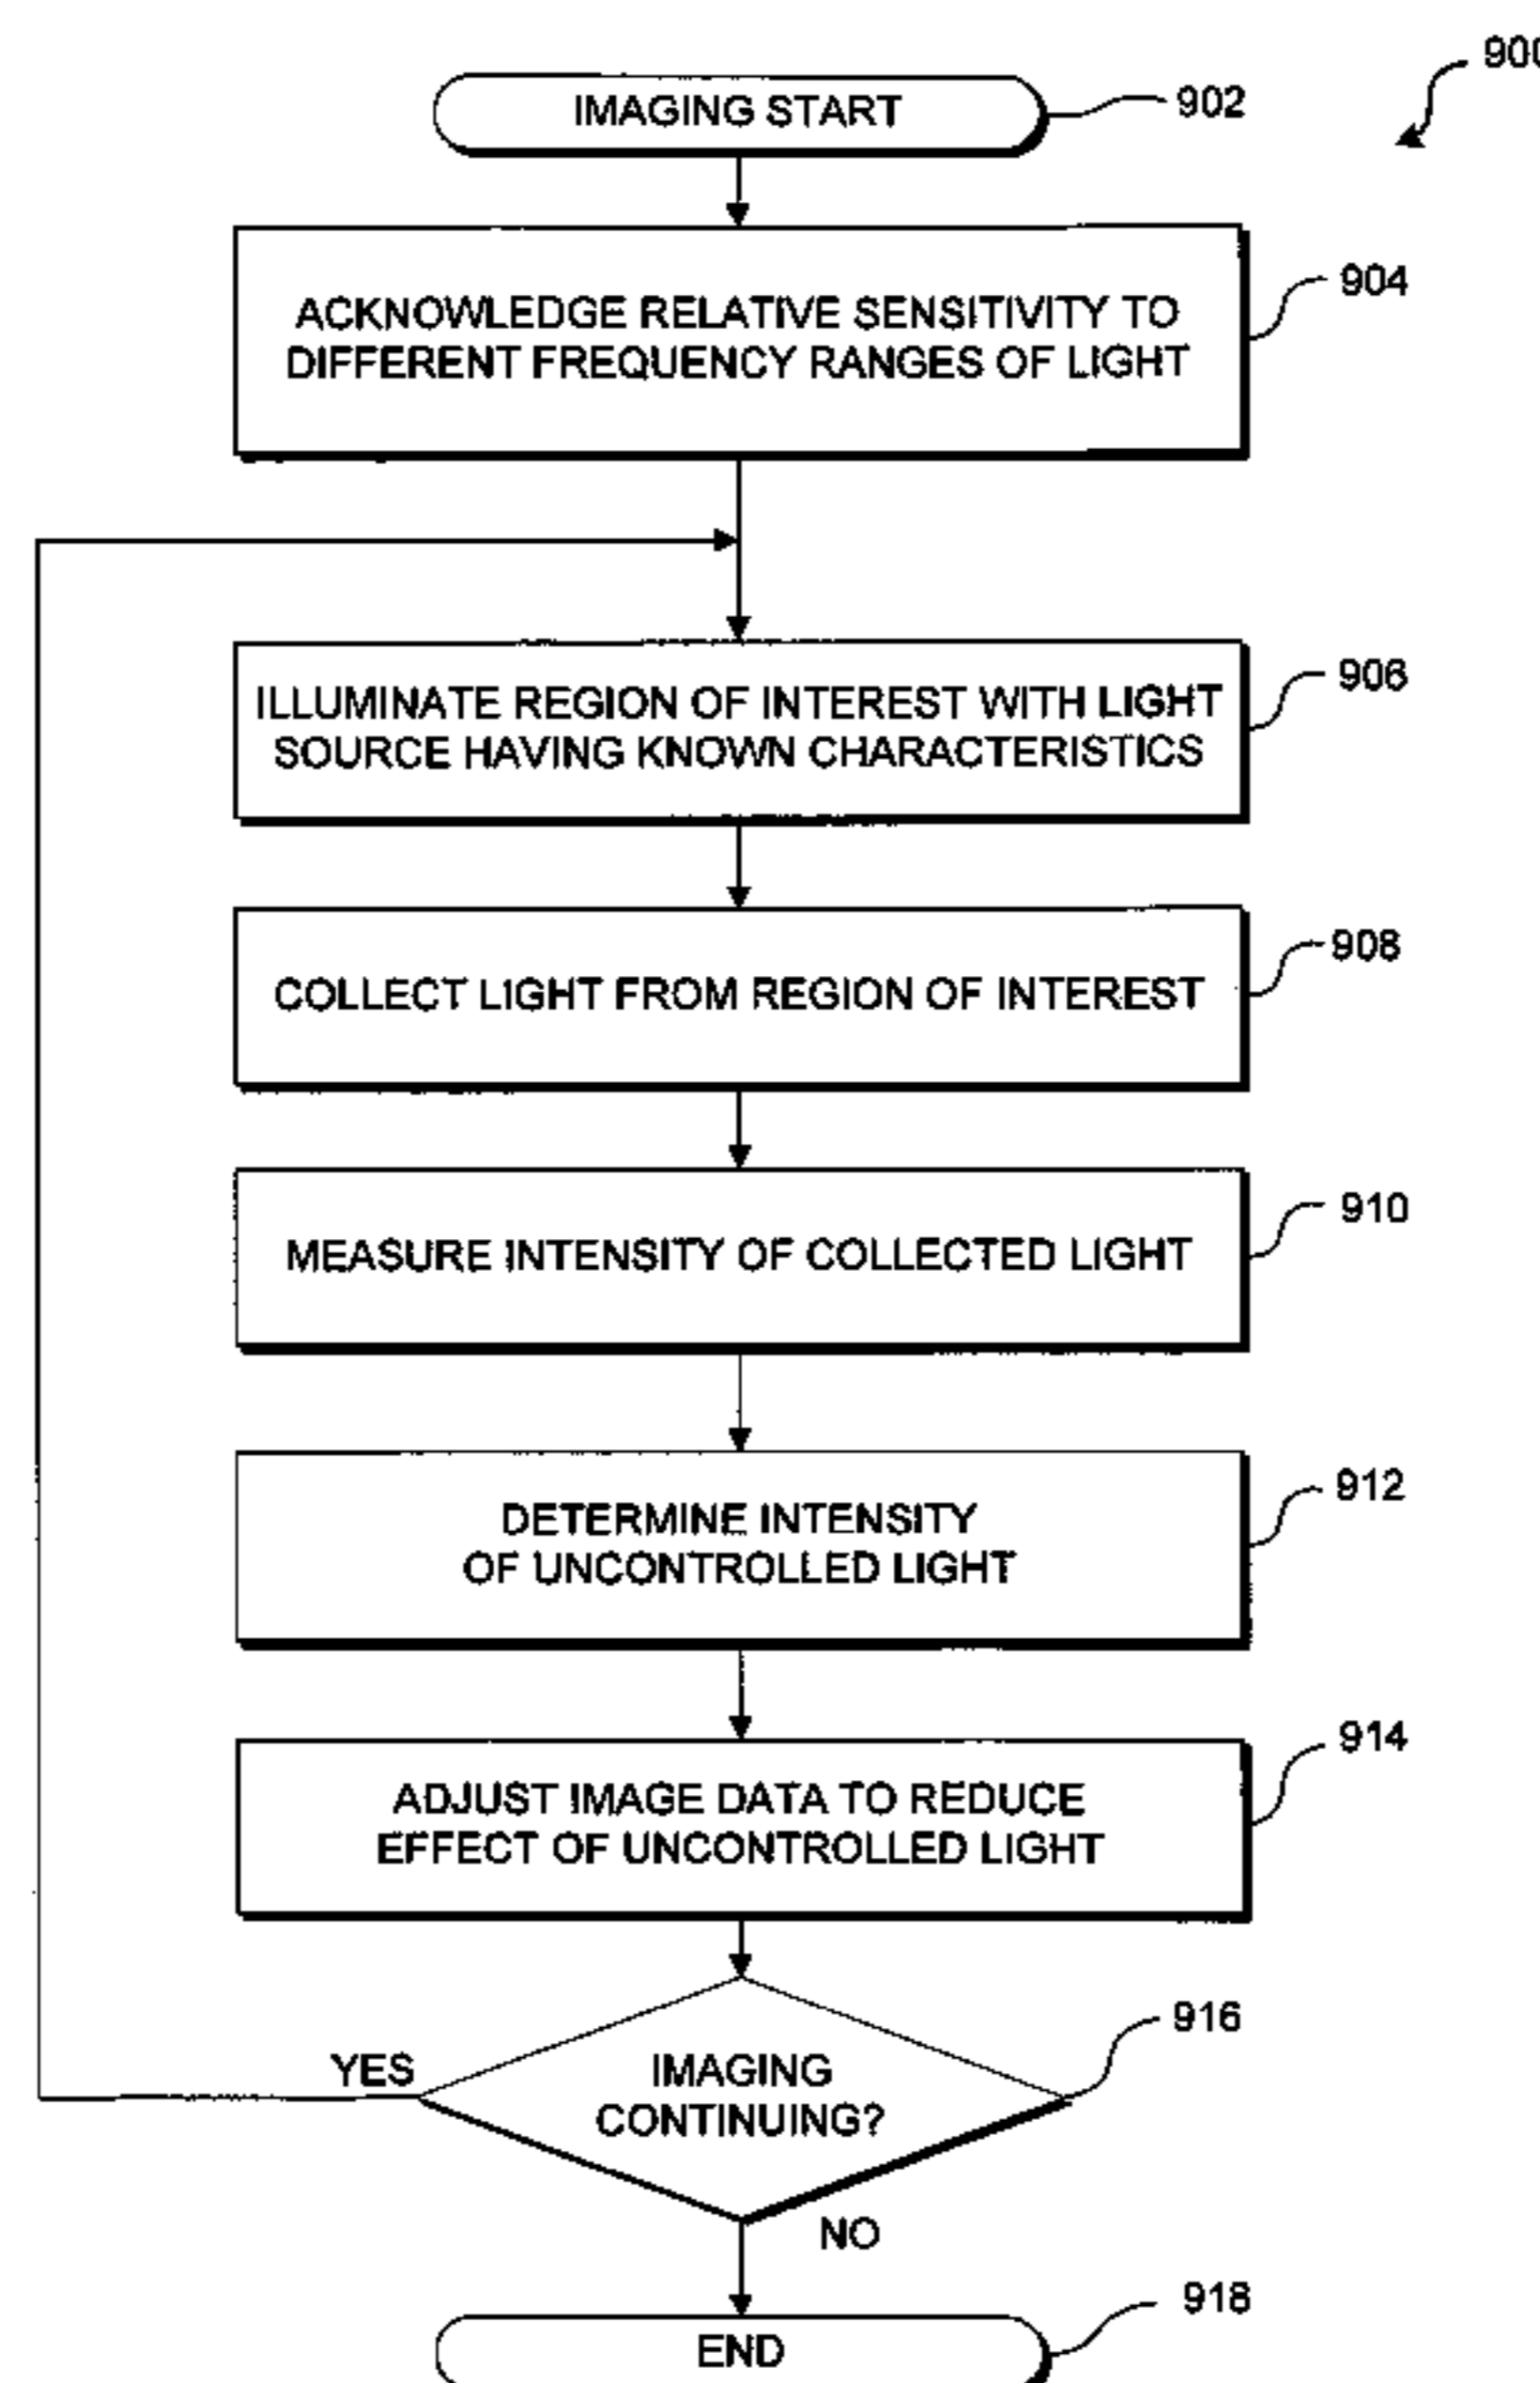 900
IMAGING START
902
ACKNOWLEDGE RELATIVE SENSITIVITY TO
DIFFERENT FREQUENCY RANGES OF LIGHT
904
ILLUMINATE REGION OF INTEREST WITH LIGHT
SOURCE HAVING KNOWN CHARACTERISTICS
906
COLLECT LIGHT FROM REGION OF INTEREST
908
MEASURE INTENSITY OF COLLECTED LIGHT
910
DETERMINE INTENSITY
OF UNCONTROLLED LIGHT
912
ADJUST IMAGE DATA TO REDUCE
EFFECT OF UNCONTROLLED LIGHT
914
IMAGING
CONTINUING?
916
YES
NO
END
918